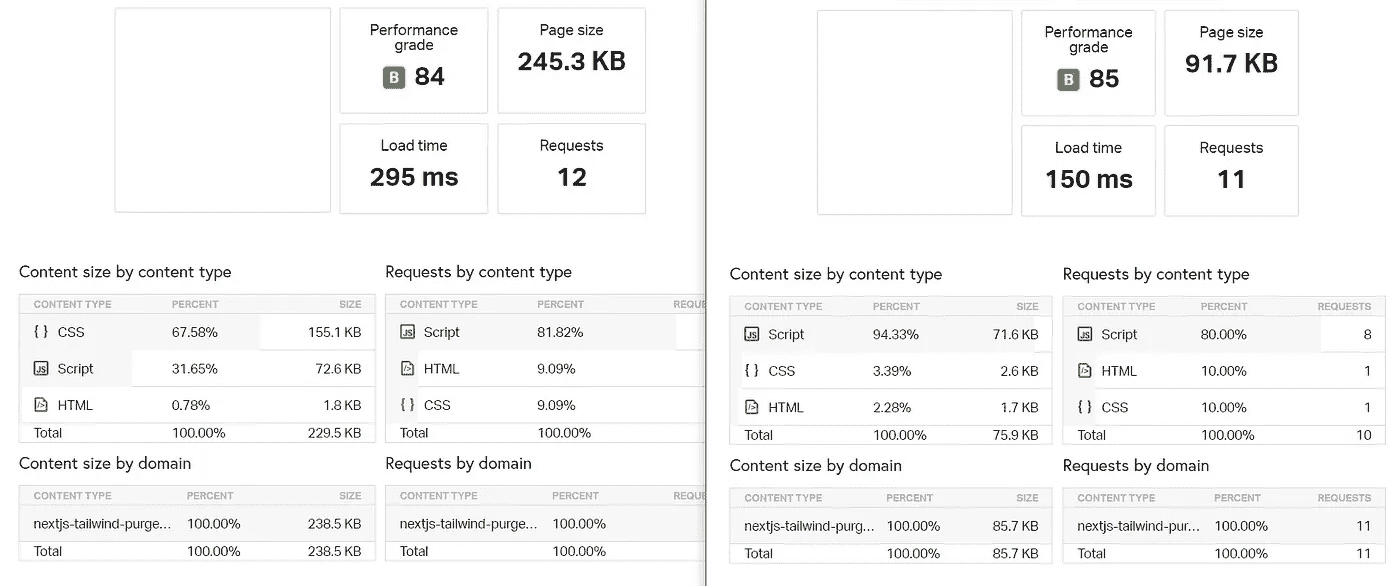 Performance
grade
B 84
Page size
245.3 KB
Load time
295 ms
Requests
12
Content size by content type
CONTENT TYPE PERCENT SIZE
{ } CSS 67.58% 155.1 KB
JS Script 31.65% 72.6 KB
</> HTML 0.78% 1.8 KB
Total 100.00% 229.5 KB
Requests by content type
CONTENT TYPE PERCENT REQUE
JS Script 81.82%
</> HTML 9.09%
{ } CSS 9.09%
Total 100.00%
Content size by domain
CONTENT TYPE PERCENT SIZE
nextjs-tailwind-purge... 100.00% 238.5 KB
Total 100.00% 238.5 KB
Requests by domain
CONTENT TYPE PERCENT REQUE
nextjs-tailwind-purge... 100.00%
Total 100.00%
Performance
grade
B 85
Page size
91.7 KB
Load time
150 ms
Requests
11
Content size by content type
CONTENT TYPE PERCENT SIZE
JS Script 94.33% 71.6 KB
{ } CSS 3.39% 2.6 KB
</> HTML 2.28% 1.7 KB
Total 100.00% 75.9 KB
Requests by content type
CONTENT TYPE PERCENT REQUESTS
JS Script 80.00% 8
</> HTML 10.00% 1
{ } CSS 10.00% 1
Total 100.00% 10
Content size by domain
CONTENT TYPE PERCENT SIZE
nextjs-tailwind-purg... 100.00% 85.7 KB
Total 100.00% 85.7 KB
Requests by domain
CONTENT TYPE PERCENT REQUESTS
nextjs-tailwind-pur... 100.00% 11
Total 100.00% 11